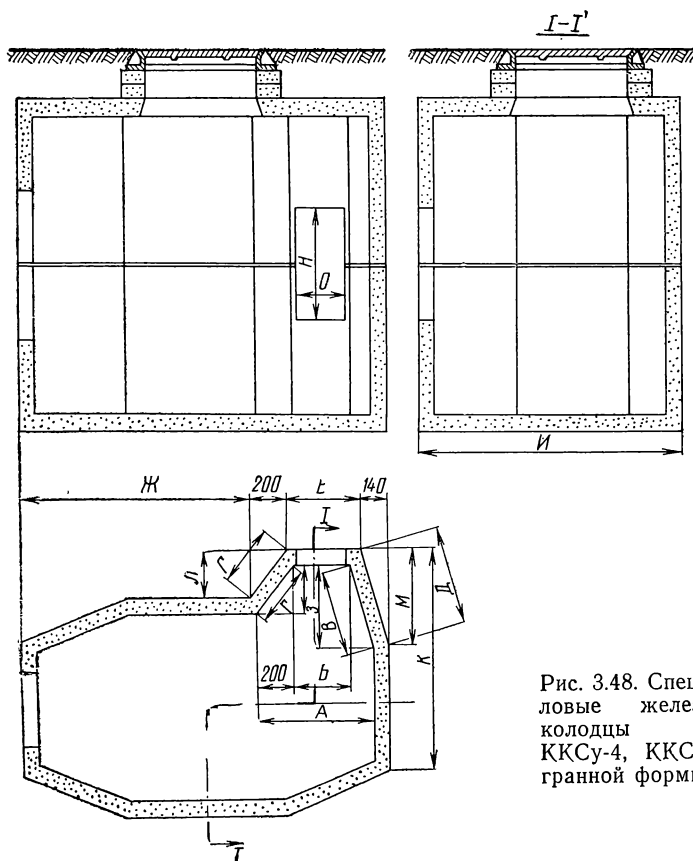 I-I'
H
O
И
Ж
200
Е
140
I
Л
Г
Г
З
В
М
Д
К
200
Б
А
I
Рис. 3.48. Спец
ловые желе
колодцы
ККСу-4, ККС
гранной форм